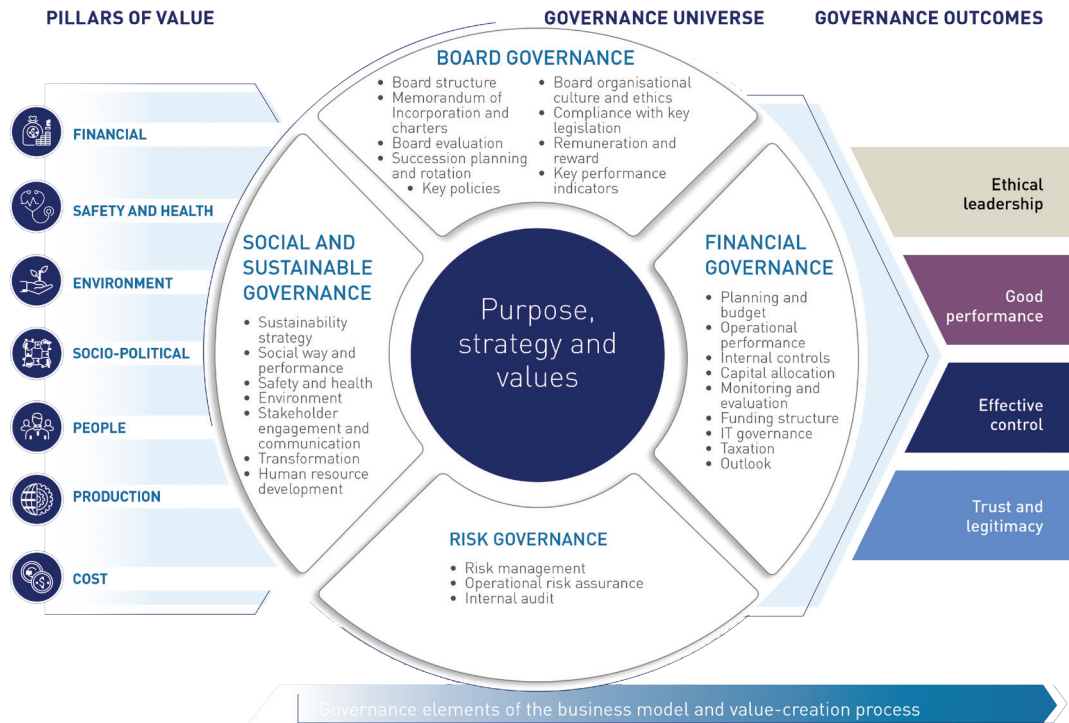 PILLARS OF VALUE
GOVERNANCE UNIVERSE
GOVERNANCE OUTCOMES
FINANCIAL
SAFETY AND HEALTH
ENVIRONMENT
SOCIO-POLITICAL
PEOPLE
PRODUCTION
COST
BOARD GOVERNANCE
• Board structure
• Memorandum of
Incorporation and
charters
• Board evaluation
• Succession planning
and rotation
• Key policies
• Board organisational
culture and ethics
• Compliance with key
legislation
• Remuneration and
reward
• Key performance
indicators
SOCIAL AND
SUSTAINABLE
GOVERNANCE
• Sustainability
strategy
• Social way and
performance
• Safety and health
• Environment
• Stakeholder
engagement and
communication
• Transformation
• Human resource
development
Purpose,
strategy and
values
FINANCIAL
GOVERNANCE
• Planning and
budget
• Operational
performance
• Internal controls
• Capital allocation
• Monitoring and
evaluation
• Funding structure
• IT governance
• Taxation
• Outlook
RISK GOVERNANCE
• Risk management
• Operational risk assurance
• Internal audit
Ethical
leadership
Good
performance
Effective
control
Trust and
legitimacy
Governance elements of the business model and value-creation process